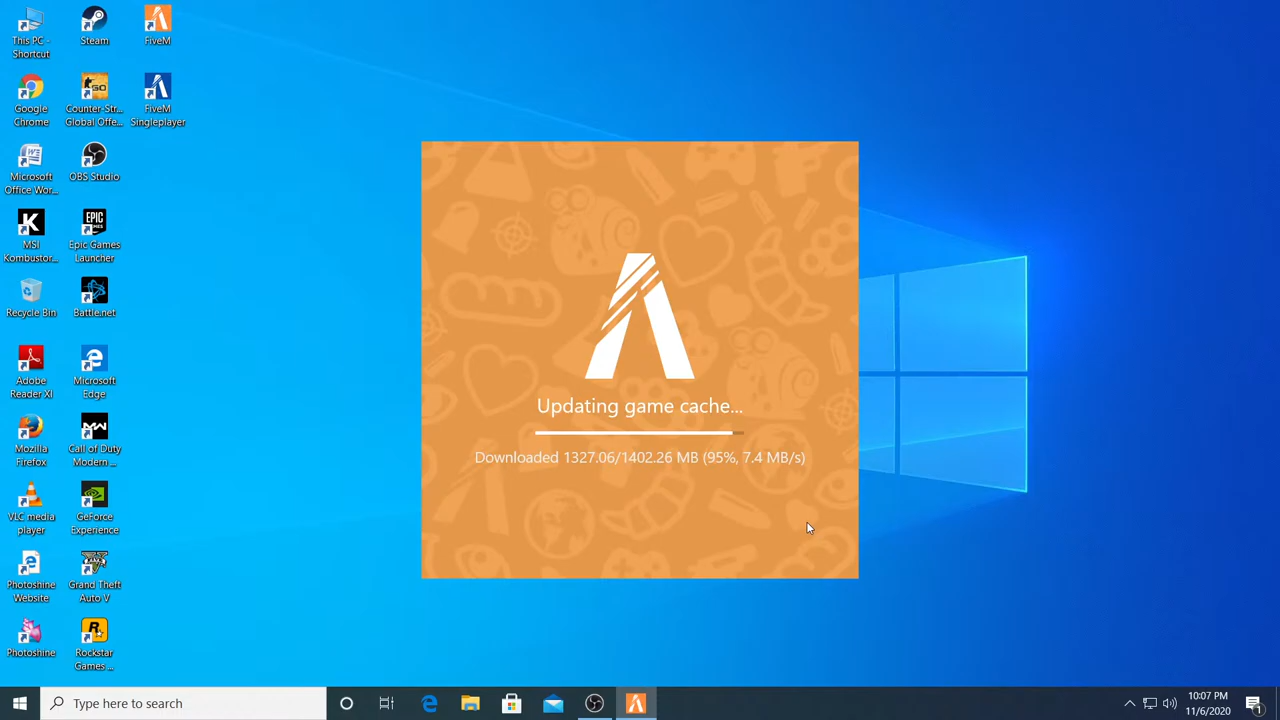 This PC -
Shortcut
Steam
FiveM
Google
Chrome
Counter-Str...
Global Offe...
FiveM
Singleplayer
Microsoft
Office Wor...
OBS Studio
MSI
Kombustor...
Epic Games
Launcher
Recycle Bin
Battle.net
Adobe
Reader XI
Microsoft
Edge
Mozilla
Firefox
Call of Duty
Modern ...
VLC media
player
GeForce
Experience
Photoshine
Website
Grand Theft
Auto V
Photoshine
Rockstar
Games ...
Updating game cache...
Downloaded 1327.06/1402.26 MB (95%, 7.4 MB/s)
Type here to search
10:07 PM
11/6/2020
1